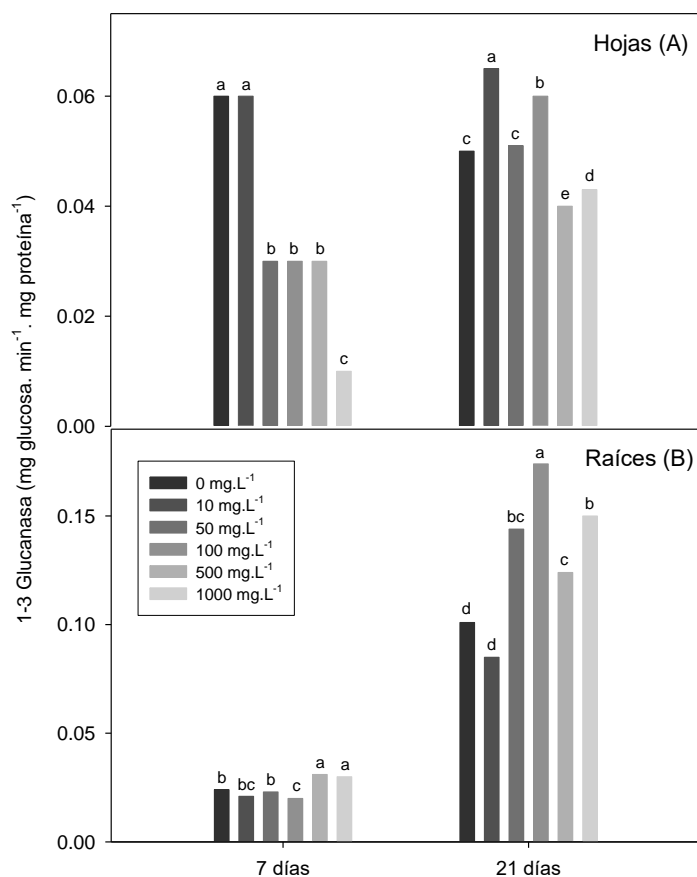 1-3 Glucanasa (mg glucosa. min⁻¹. mg proteína⁻¹)
Hojas (A)
0.06
0.04
0.02
0.00
a a b b b c
c a c b e d
Raíces (B)
0.15
0.10
0.05
0.00
0 mg.L⁻¹
10 mg.L⁻¹
50 mg.L⁻¹
100 mg.L⁻¹
500 mg.L⁻¹
1000 mg.L⁻¹
b bc b c a a
d d bc a c b
7 días 21 días